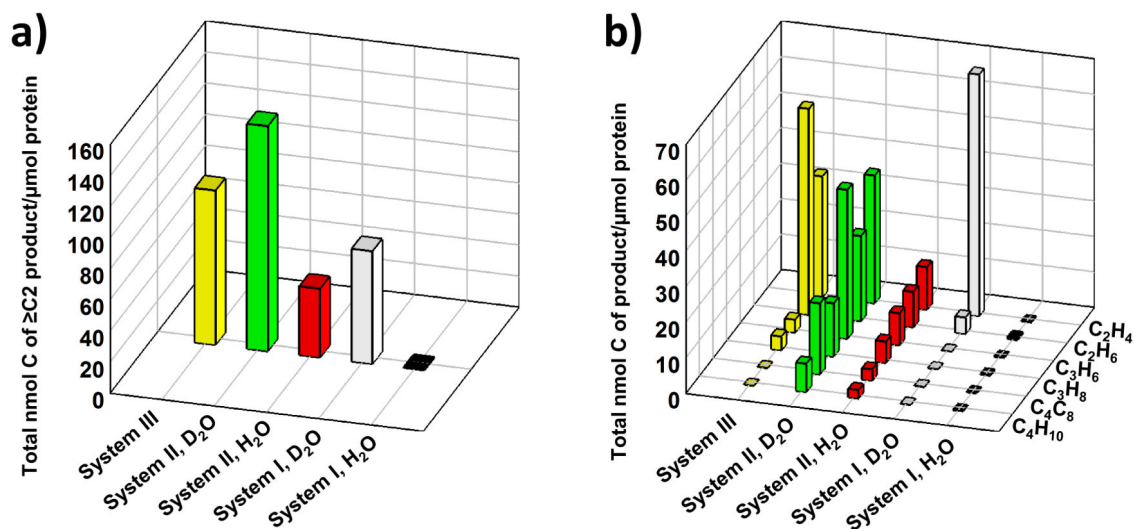 a)
Total nmol C of ≥C2 product/μmol protein
160
140
120
100
80
60
40
20
0
System III
System II, D₂O
System II, H₂O
System I, D₂O
System I, H₂O
b)
Total nmol C of product/μmol protein
70
60
50
40
30
20
10
0
System III
System II, D₂O
System II, H₂O
System I, D₂O
System I, H₂O
C₂H₄
C₂H₆
C₃H₆
C₃H₈
C₄C₈
C₄H₁₀